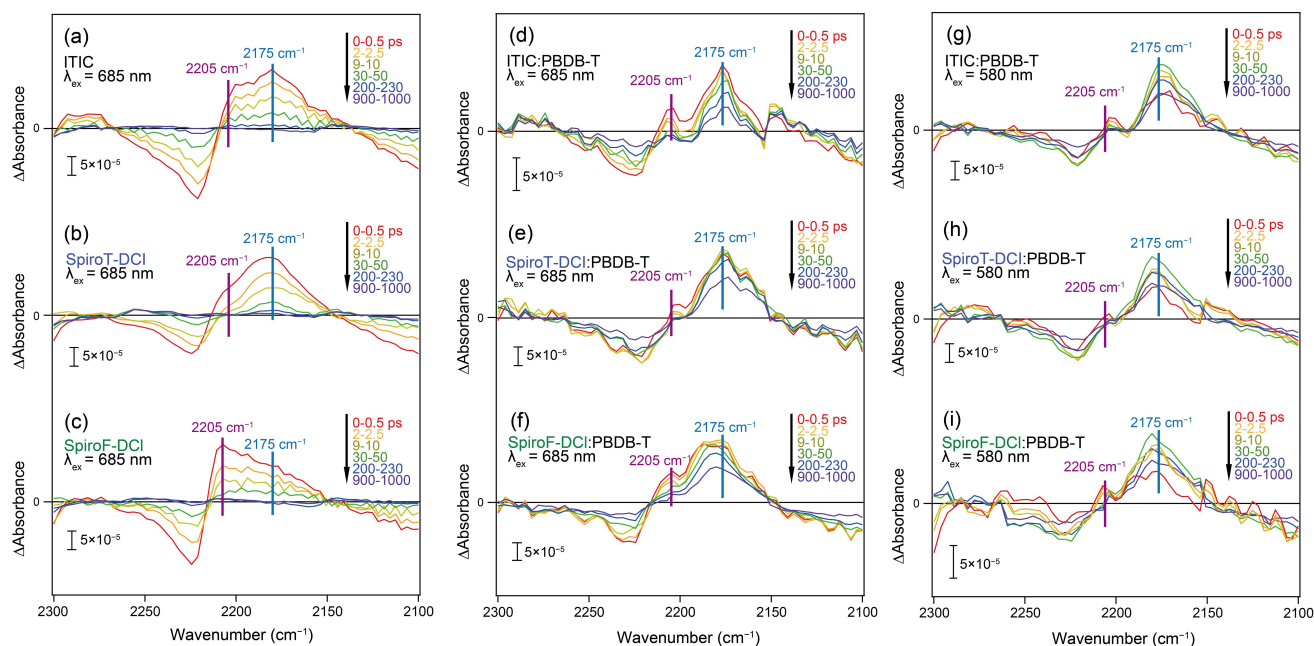 (a)
ITIC
λex = 685 nm
2205 cm⁻¹
2175 cm⁻¹
0-0.5 ps
2-2.5
9-10
30-50
200-230
900-1000
ΔAbsorbance
0
5×10⁻⁵
(b)
SpiroT-DCI
λex = 685 nm
2205 cm⁻¹
2175 cm⁻¹
0-0.5 ps
2-2.5
9-10
30-50
200-230
900-1000
ΔAbsorbance
0
5×10⁻⁵
(c)
SpiroF-DCI
λex = 685 nm
2205 cm⁻¹
2175 cm⁻¹
0-0.5 ps
2-2.5
9-10
30-50
200-230
900-1000
ΔAbsorbance
0
5×10⁻⁵
2300 2250 2200 2150 2100
Wavenumber (cm⁻¹)
(d)
ITIC:PBDB-T
λex = 685 nm
2205 cm⁻¹
2175 cm⁻¹
0-0.5 ps
2-2.5
9-10
30-50
200-230
900-1000
ΔAbsorbance
0
5×10⁻⁵
(e)
SpiroT-DCI:PBDB-T
λex = 685 nm
2205 cm⁻¹
2175 cm⁻¹
0-0.5 ps
2-2.5
9-10
30-50
200-230
900-1000
ΔAbsorbance
0
5×10⁻⁵
(f)
SpiroF-DCI:PBDB-T
λex = 685 nm
2205 cm⁻¹
2175 cm⁻¹
0-0.5 ps
2-2.5
9-10
30-50
200-230
900-1000
ΔAbsorbance
0
5×10⁻⁵
2300 2250 2200 2150 2100
Wavenumber (cm⁻¹)
(g)
ITIC:PBDB-T
λex = 580 nm
2205 cm⁻¹
2175 cm⁻¹
0-0.5 ps
2-2.5
9-10
30-50
200-230
900-1000
ΔAbsorbance
0
5×10⁻⁵
(h)
SpiroT-DCI:PBDB-T
λex = 580 nm
2205 cm⁻¹
2175 cm⁻¹
0-0.5 ps
2-2.5
9-10
30-50
200-230
900-1000
ΔAbsorbance
0
5×10⁻⁵
(i)
SpiroF-DCI:PBDB-T
λex = 580 nm
2205 cm⁻¹
2175 cm⁻¹
0-0.5 ps
2-2.5
9-10
30-50
200-230
900-1000
ΔAbsorbance
0
5×10⁻⁵
2300 2250 2200 2150 2100
Wavenumber (cm⁻¹)